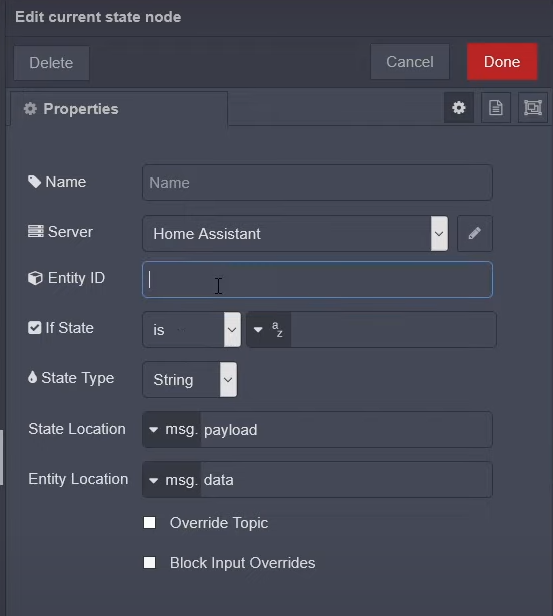 Edit current state node
Delete
Cancel
Done
Properties
Name
Name
Server
Home Assistant
Entity ID
If State
is
a
z
State Type
String
State Location
msg. payload
Entity Location
msg. data
Override Topic
Block Input Overrides